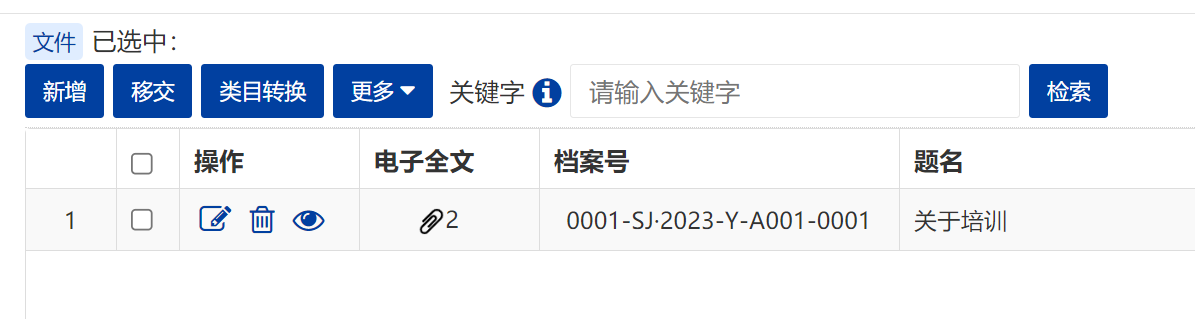 文件 已选中：
新增 移交 类目转换 更多 关键字 请输入关键字 检索
操作 电子全文 档案号 题名
1 2 0001-SJ·2023-Y-A001-0001 关于培训